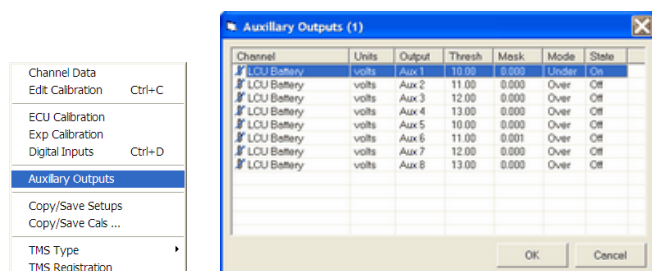 Channel Data
Edit Calibration Ctrl+C
ECU Calibration
Exp Calibration
Digital Inputs Ctrl+D
Auxillary Outputs
Copy/Save Setups
Copy/Save Cals ...
TMS Type
TMS Registration
Auxillary Outputs (1)
Channel Units Output Thresh Mask Mode State
LCU Battery volts Aux 1 10.00 0.000 Under On
LCU Battery volts Aux 2 11.00 0.000 Over Off
LCU Battery volts Aux 3 12.00 0.000 Over Off
LCU Battery volts Aux 4 13.00 0.000 Over Off
LCU Battery volts Aux 5 10.00 0.000 Over Off
LCU Battery volts Aux 6 11.00 0.001 Over Off
LCU Battery volts Aux 7 12.00 0.000 Over Off
LCU Battery volts Aux 8 13.00 0.000 Over Off
OK Cancel